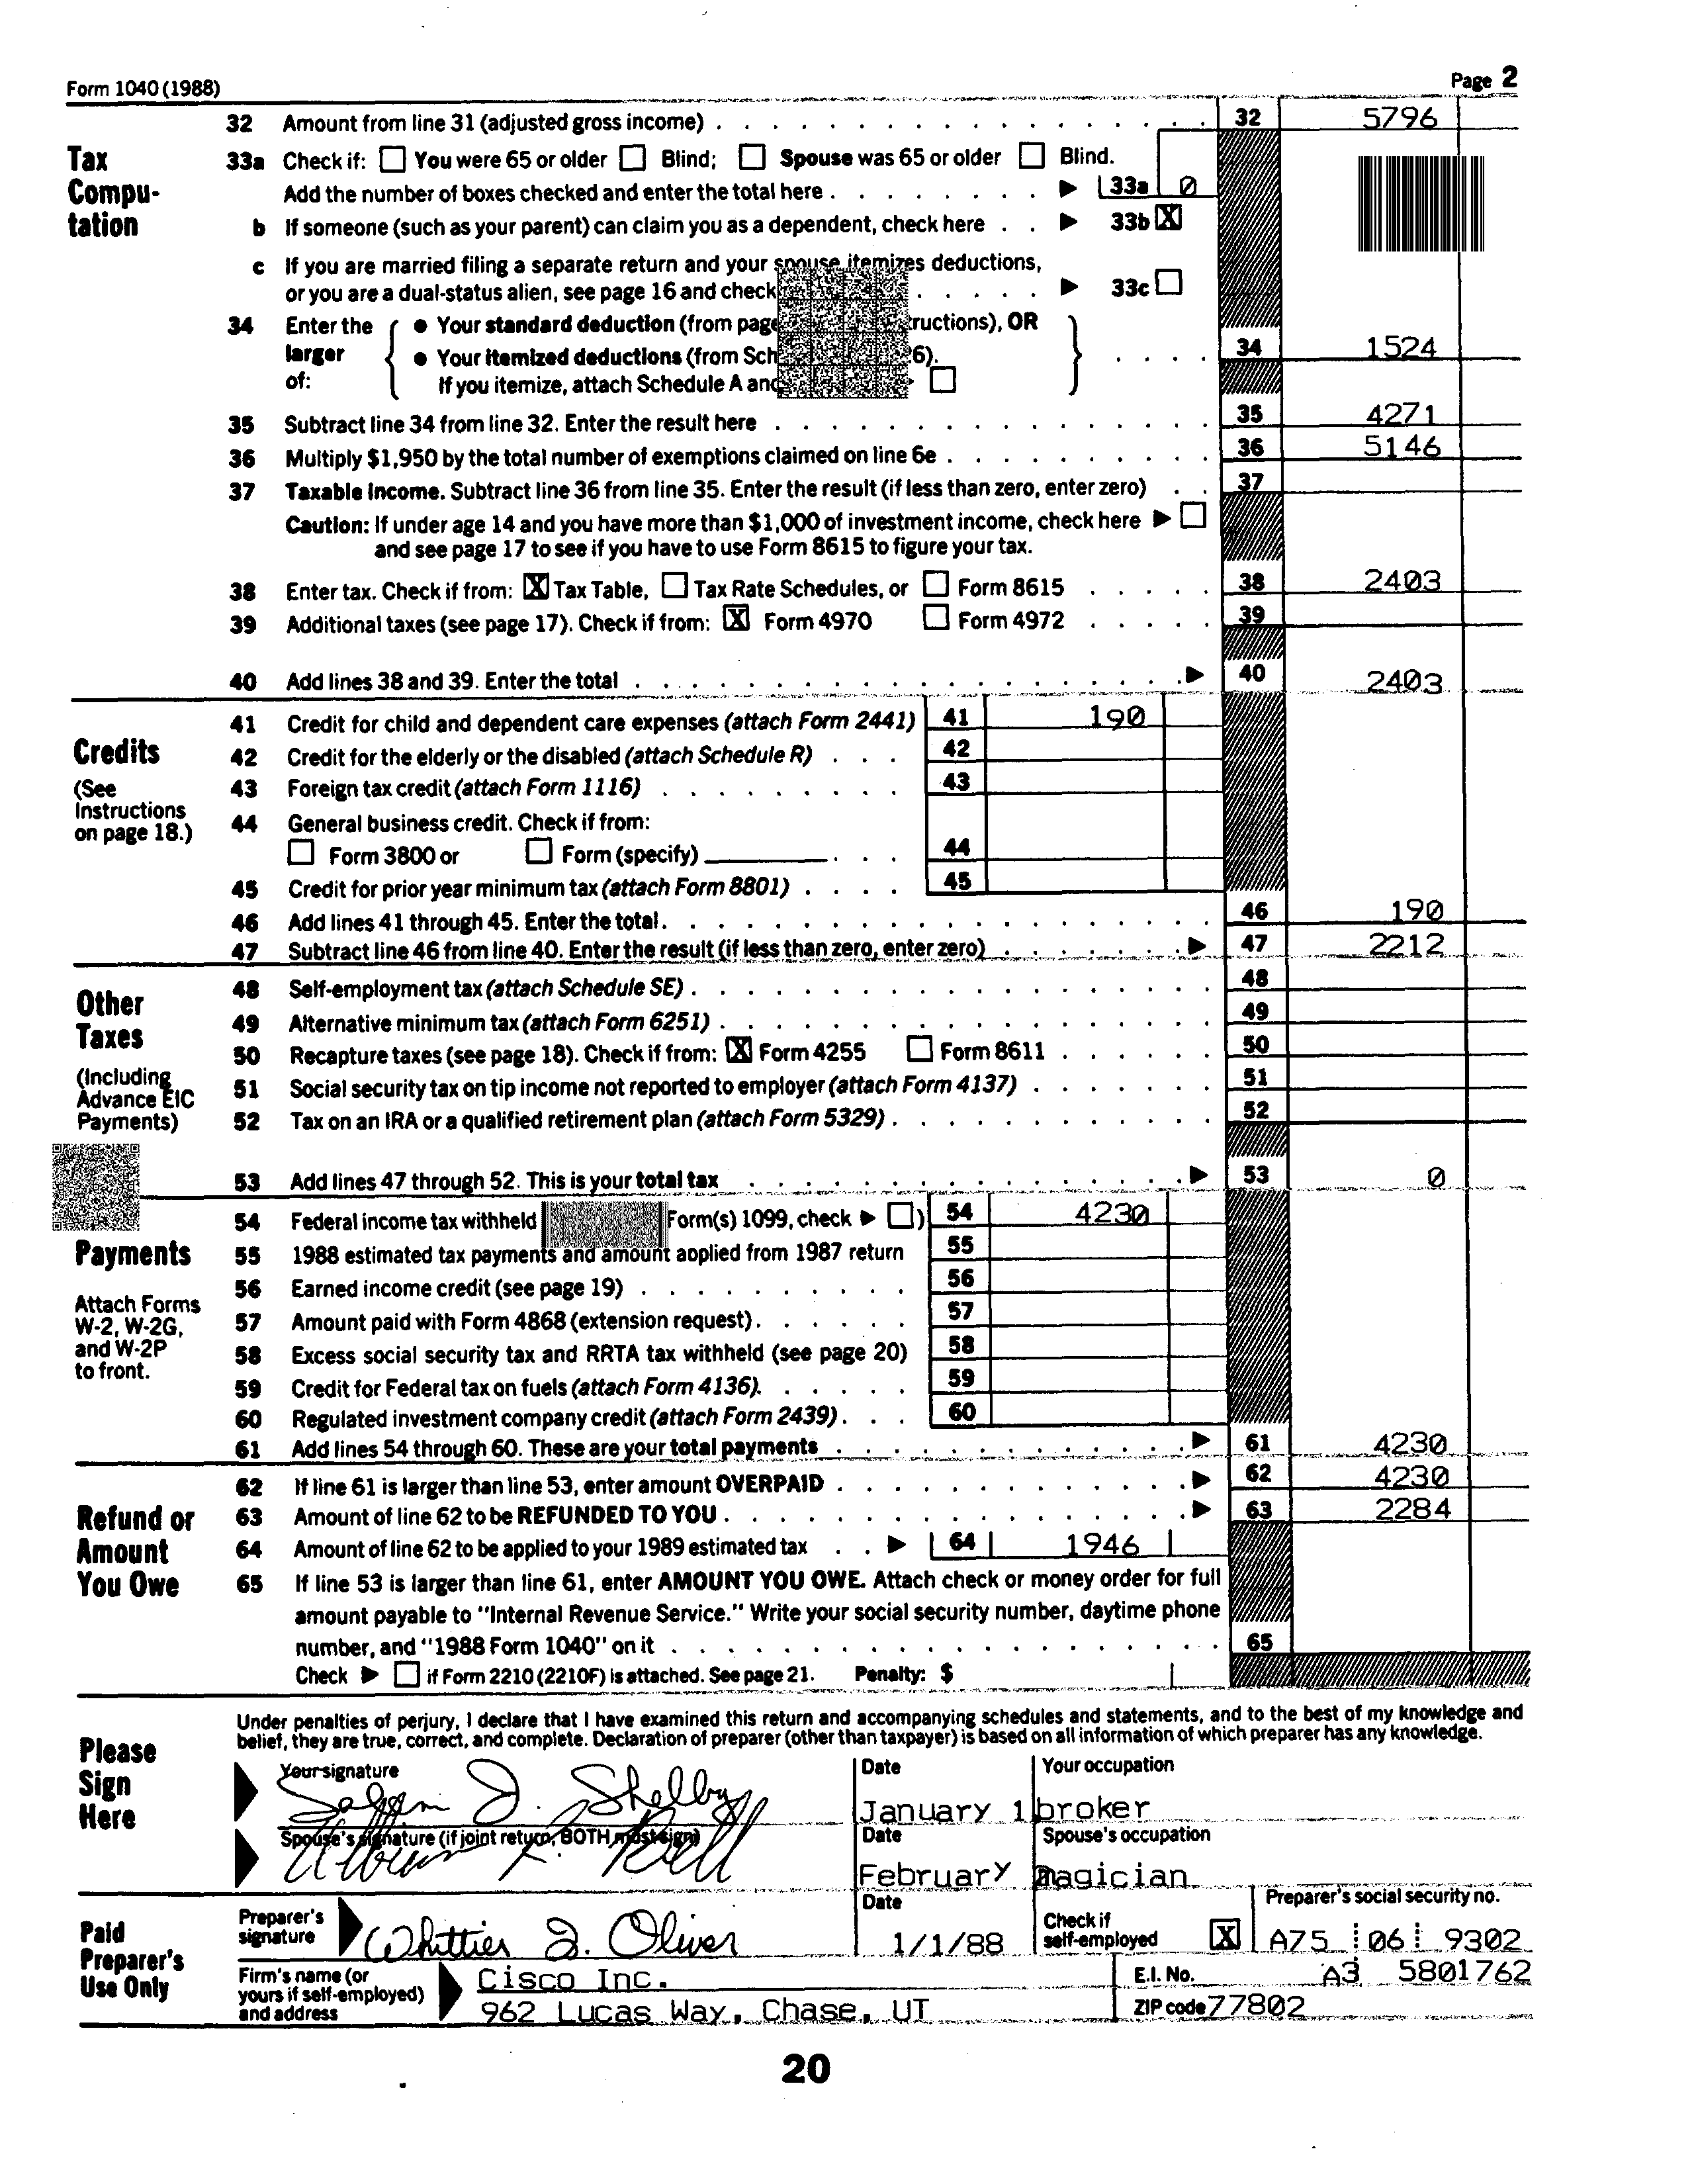 Form 1040 (1988)
Page 2
32 Amount from line 31 (adjusted gross income) 32 5796
Tax Compu-tation
33a Check if: You were 65 or older Blind; Spouse was 65 or older Blind.
Add the number of boxes checked and enter the total here 33a 0
b If someone (such as your parent) can claim you as a dependent, check here 33b X
c If you are married filing a separate return and your spouse itemizes deductions,
or you are a dual-status alien, see page 16 and check 33c
34 Enter the larger of:
• Your standard deduction (from page ructions), OR
• Your itemized deductions (from Sch 6).
If you itemize, attach Schedule A and
34 1524
35 Subtract line 34 from line 32. Enter the result here 35 4271
36 Multiply $1,950 by the total number of exemptions claimed on line 6e 36 5146
37 Taxable income. Subtract line 36 from line 35. Enter the result (if less than zero, enter zero) 37
Caution: If under age 14 and you have more than $1,000 of investment income, check here
and see page 17 to see if you have to use Form 8615 to figure your tax.
38 Enter tax. Check if from: X Tax Table, Tax Rate Schedules, or Form 8615 38 2403
39 Additional taxes (see page 17). Check if from: X Form 4970 Form 4972 39
40 Add lines 38 and 39. Enter the total 40 2403
Credits
(See Instructions on page 18.)
41 Credit for child and dependent care expenses (attach Form 2441) 41 190
42 Credit for the elderly or the disabled (attach Schedule R) 42
43 Foreign tax credit (attach Form 1116) 43
44 General business credit. Check if from:
Form 3800 or Form (specify) 44
45 Credit for prior year minimum tax (attach Form 8801) 45
46 Add lines 41 through 45. Enter the total 46 190
47 Subtract line 46 from line 40. Enter the result (if less than zero, enter zero) 47 2212
Other Taxes
(Including Advance EIC Payments)
48 Self-employment tax (attach Schedule SE) 48
49 Alternative minimum tax (attach Form 6251) 49
50 Recapture taxes (see page 18). Check if from: X Form 4255 Form 8611 50
51 Social security tax on tip income not reported to employer (attach Form 4137) 51
52 Tax on an IRA or a qualified retirement plan (attach Form 5329) 52
53 Add lines 47 through 52. This is your total tax 53 0
Payments
Attach Forms W-2, W-2G, and W-2P to front.
54 Federal income tax withheld Form(s) 1099, check ) 54 4230
55 1988 estimated tax payments and amount applied from 1987 return 55
56 Earned income credit (see page 19) 56
57 Amount paid with Form 4868 (extension request) 57
58 Excess social security tax and RRTA tax withheld (see page 20) 58
59 Credit for Federal tax on fuels (attach Form 4136) 59
60 Regulated investment company credit (attach Form 2439) 60
61 Add lines 54 through 60. These are your total payments 61 4230
Refund or Amount You Owe
62 If line 61 is larger than line 53, enter amount OVERPAID 62 4230
63 Amount of line 62 to be REFUNDED TO YOU 63 2284
64 Amount of line 62 to be applied to your 1989 estimated tax 64 1946
65 If line 53 is larger than line 61, enter AMOUNT YOU OWE. Attach check or money order for full
amount payable to "Internal Revenue Service." Write your social security number, daytime phone
number, and "1988 Form 1040" on it 65
Check if Form 2210 (2210F) is attached. See page 21. Penalty: $
Please Sign Here
Under penalties of perjury, I declare that I have examined this return and accompanying schedules and statements, and to the best of my knowledge and
belief, they are true, correct, and complete. Declaration of preparer (other than taxpayer) is based on all information of which preparer has any knowledge.
Your signature Date Your occupation
J. Shelby January 1 broker
Spouse's signature (if joint return, BOTH must sign) Date Spouse's occupation
February magician
Paid Preparer's Use Only
Preparer's signature Whittier J. Oliver
Date 1/1/88
Check if self-employed X
Preparer's social security no. A75 06 9302
Firm's name (or yours if self-employed) and address
Cisco Inc.
962 Lucas Way, Chase, UT
E.I. No. A3 5801762
ZIP code 77802
20